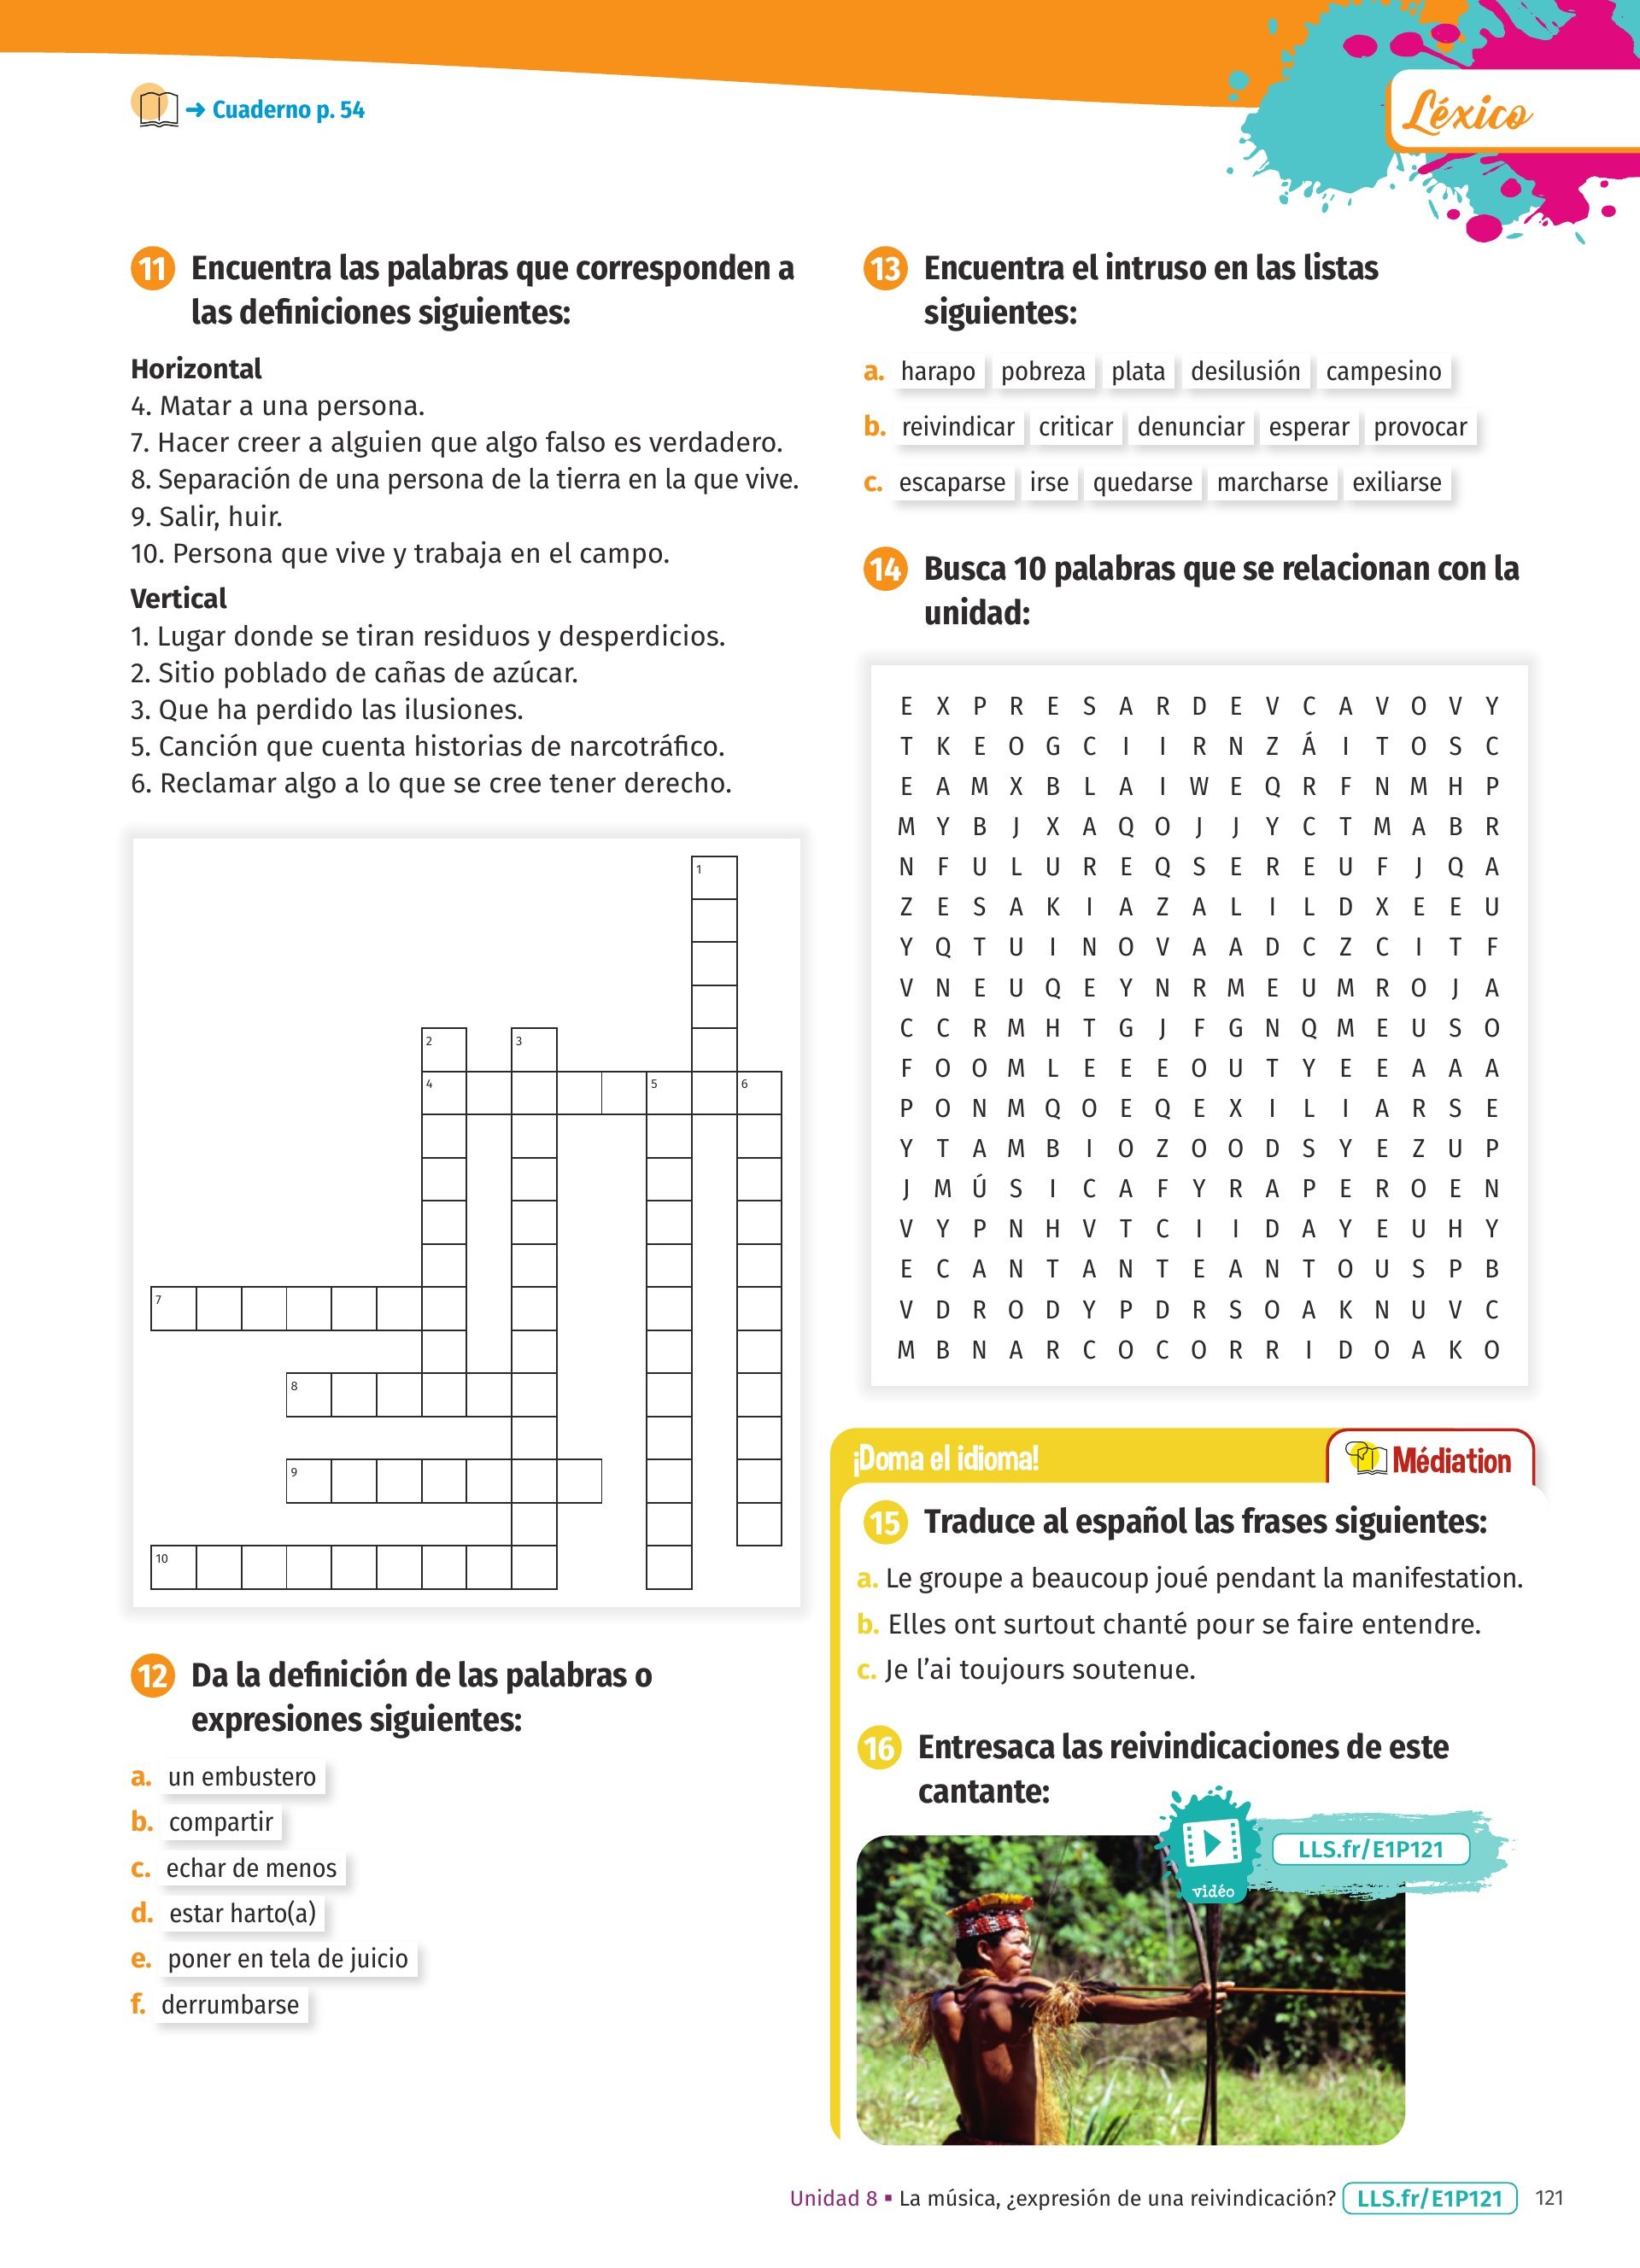 ➜ Cuaderno p. 54
Léxico
11 Encuentra las palabras que corresponden a
las definiciones siguientes:
Horizontal
4. Matar a una persona.
7. Hacer creer a alguien que algo falso es verdadero.
8. Separación de una persona de la tierra en la que vive.
9. Salir, huir.
10. Persona que vive y trabaja en el campo.
Vertical
1. Lugar donde se tiran residuos y desperdicios.
2. Sitio poblado de cañas de azúcar.
3. Que ha perdido las ilusiones.
5. Canción que cuenta historias de narcotráfico.
6. Reclamar algo a lo que se cree tener derecho.
1
2 3
4 5 6
7
8
9
10
12 Da la definición de las palabras o
expresiones siguientes:
a. un embustero
b. compartir
c. echar de menos
d. estar harto(a)
e. poner en tela de juicio
f. derrumbarse
13 Encuentra el intruso en las listas
siguientes:
a. harapo pobreza plata desilusión campesino
b. reivindicar criticar denunciar esperar provocar
c. escaparse irse quedarse marcharse exiliarse
14 Busca 10 palabras que se relacionan con la
unidad:
E X P R E S A R D E V C A V O V Y
T K E O G C I I R N Z Á I T O S C
E A M X B L A I W E Q R F N M H P
M Y B J X A Q O J J Y C T M A B R
N F U L U R E Q S E R E U F J Q A
Z E S A K I A Z A L I L D X E E U
Y Q T U I N O V A A D C Z C I T F
V N E U Q E Y N R M E U M R O J A
C C R M H T G J F G N Q M E U S O
F O O M L E E E O U T Y E E A A A
P O N M Q O E Q E X I L I A R S E
Y T A M B I O Z O O D S Y E Z U P
J M Ú S I C A F Y R A P E R O E N
V Y P N H V T C I I D A Y E U H Y
E C A N T A N T E A N T O U S P B
V D R O D Y P D R S O A K N U V C
M B N A R C O C O R R I D O A K O
¡Doma el idioma!
Médiation
15 Traduce al español las frases siguientes:
a. Le groupe a beaucoup joué pendant la manifestation.
b. Elles ont surtout chanté pour se faire entendre.
c. Je l'ai toujours soutenue.
16 Entresaca las reivindicaciones de este
cantante:
vidéo
LLS.fr/E1P121
Unidad 8 ▪ La música, ¿expresión de una reivindicación? LLS.fr/E1P121 121